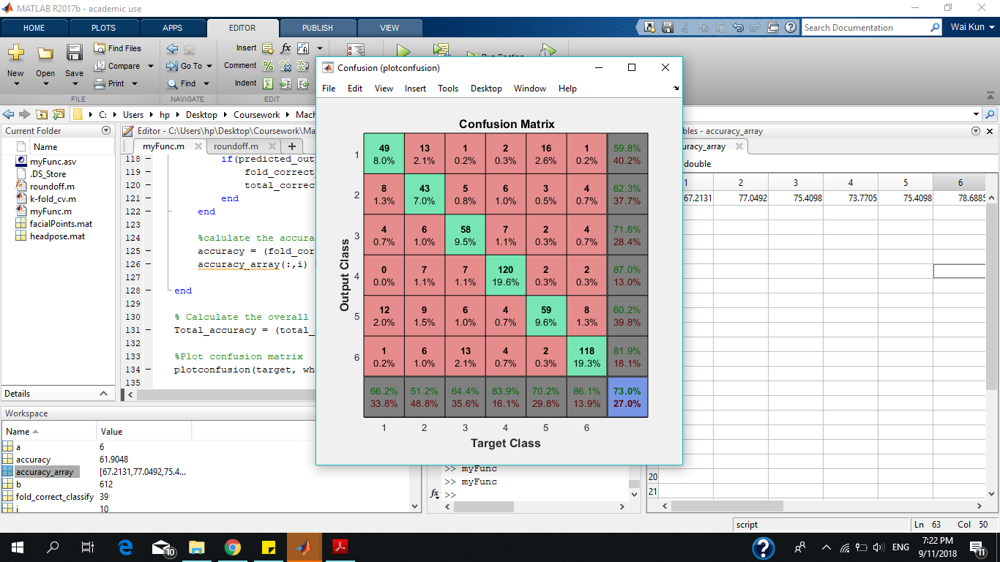 MATLAB R2017b - academic use
HOME PLOTS APPS EDITOR PUBLISH VIEW
Search Documentation Wai Kun
New Open Save
Find Files
Compare
Print
Insert fx
Comment
Indent
Go To
Find
FILE NAVIGATE EDIT
C: Users hp Desktop Coursework Mach
Current Folder
Name
myFunc.asv
.DS_Store
roundoff.m
k-fold_cv.m
myFunc.m
facialPoints.mat
headpose.mat
Details
Workspace
Name Value
a 6
accuracy 61.9048
accuracy_array [67.2131,77.0492,75.4...
b 612
fold_correct_classify 39
i 10
Editor - C:\Users\hp\Desktop\Coursework\Ma
myFunc.m roundoff.m
118 if(predicted_outp
119 fold_correct_
120 total_correct
121 end
122 end
123
124 %calulate the accura
125 accuracy = (fold_cor
126 accuracy_array(:,i) =
127
128 end
129
130 % Calculate the overall
131 Total_accuracy = (total_
132
133 %Plot confusion matrix
134 plotconfusion(target, wh
135
Confusion (plotconfusion)
File Edit View Insert Tools Desktop Window Help
Confusion Matrix
Output Class
1 49 13 1 2 16 1 59.8%
8.0% 2.1% 0.2% 0.3% 2.6% 0.2% 40.2%
2 8 43 5 6 3 4 62.3%
1.3% 7.0% 0.8% 1.0% 0.5% 0.7% 37.7%
3 4 6 58 7 2 4 71.6%
0.7% 1.0% 9.5% 1.1% 0.3% 0.7% 28.4%
4 0 7 7 120 2 2 87.0%
0.0% 1.1% 1.1% 19.6% 0.3% 0.3% 13.0%
5 12 9 6 4 59 8 60.2%
2.0% 1.5% 1.0% 0.7% 9.6% 1.3% 39.8%
6 1 6 13 4 2 118 81.9%
0.2% 1.0% 2.1% 0.7% 0.3% 19.3% 18.1%
66.2% 51.2% 64.4% 83.9% 70.2% 86.1% 73.0%
33.8% 48.8% 35.6% 16.1% 29.8% 13.9% 27.0%
1 2 3 4 5 6
Target Class
>> myFunc
>> myFunc
fx >>
bles - accuracy_array
uracy_array
double
1 2 3 4 5 6
67.2131 77.0492 75.4098 73.7705 75.4098 78.6885
20
21
script Ln 63 Col 50
10
ENG
7:22 PM
9/11/2018
11